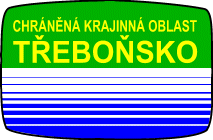 CHRÁNĚNÁ KRAJINNÁ OBLAST
TŘEBOŇSKO